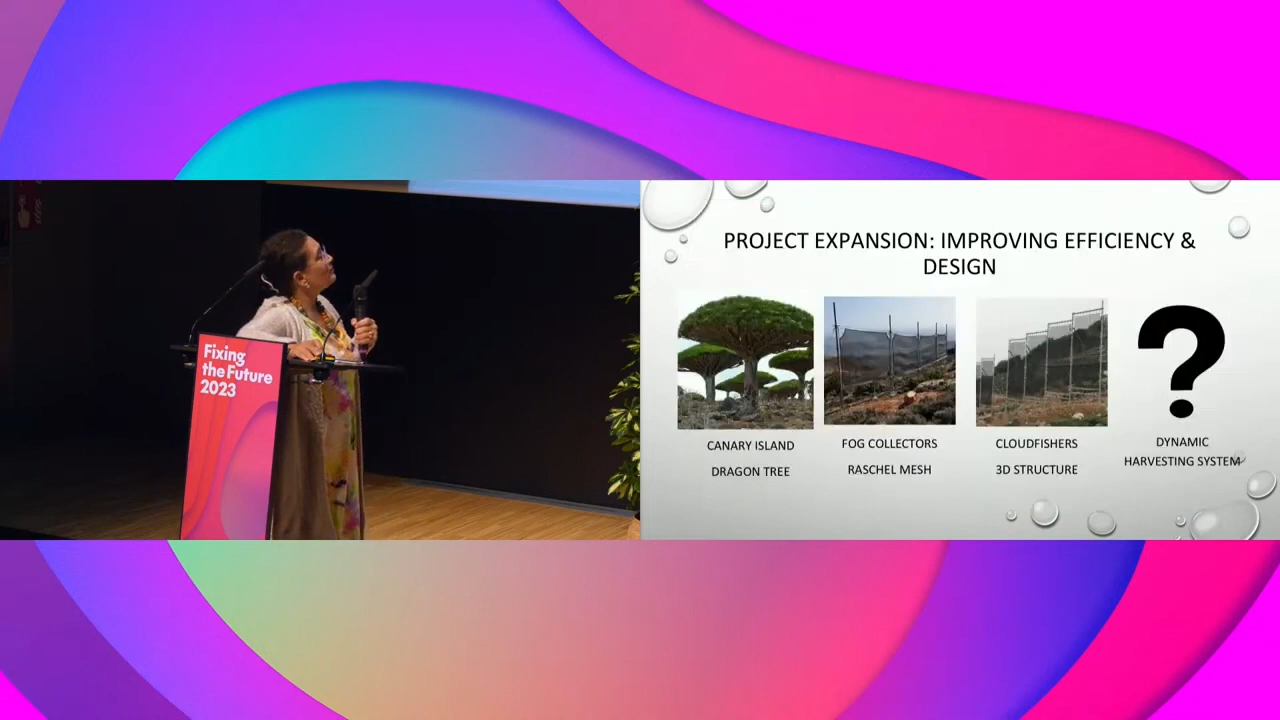 Fixing
the Future
2023
PROJECT EXPANSION: IMPROVING EFFICIENCY &
DESIGN
CANARY ISLAND
DRAGON TREE
FOG COLLECTORS
RASCHEL MESH
CLOUDFISHERS
3D STRUCTURE
?
DYNAMIC
HARVESTING SYSTEM